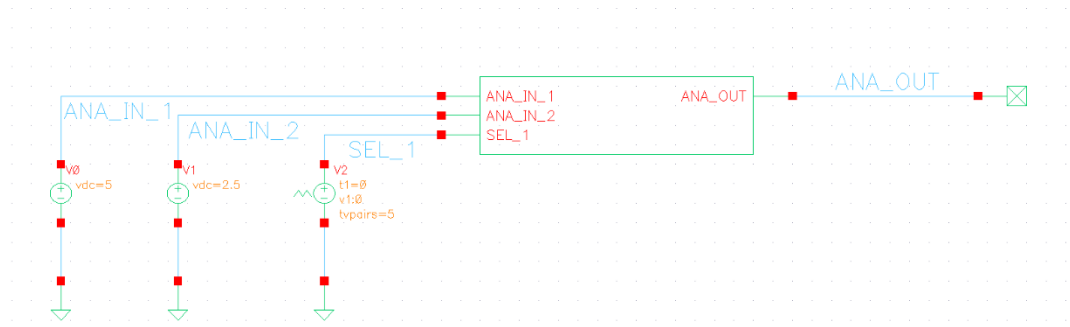 ANA_OUT
ANA_IN_1
ANA_IN_1
ANA_OUT
ANA_IN_2
ANA_IN_2
SEL_1
SEL_1
V0
vdc=5
V1
vdc=2.5
V2
t1=0
v1:0
tvpairs=5